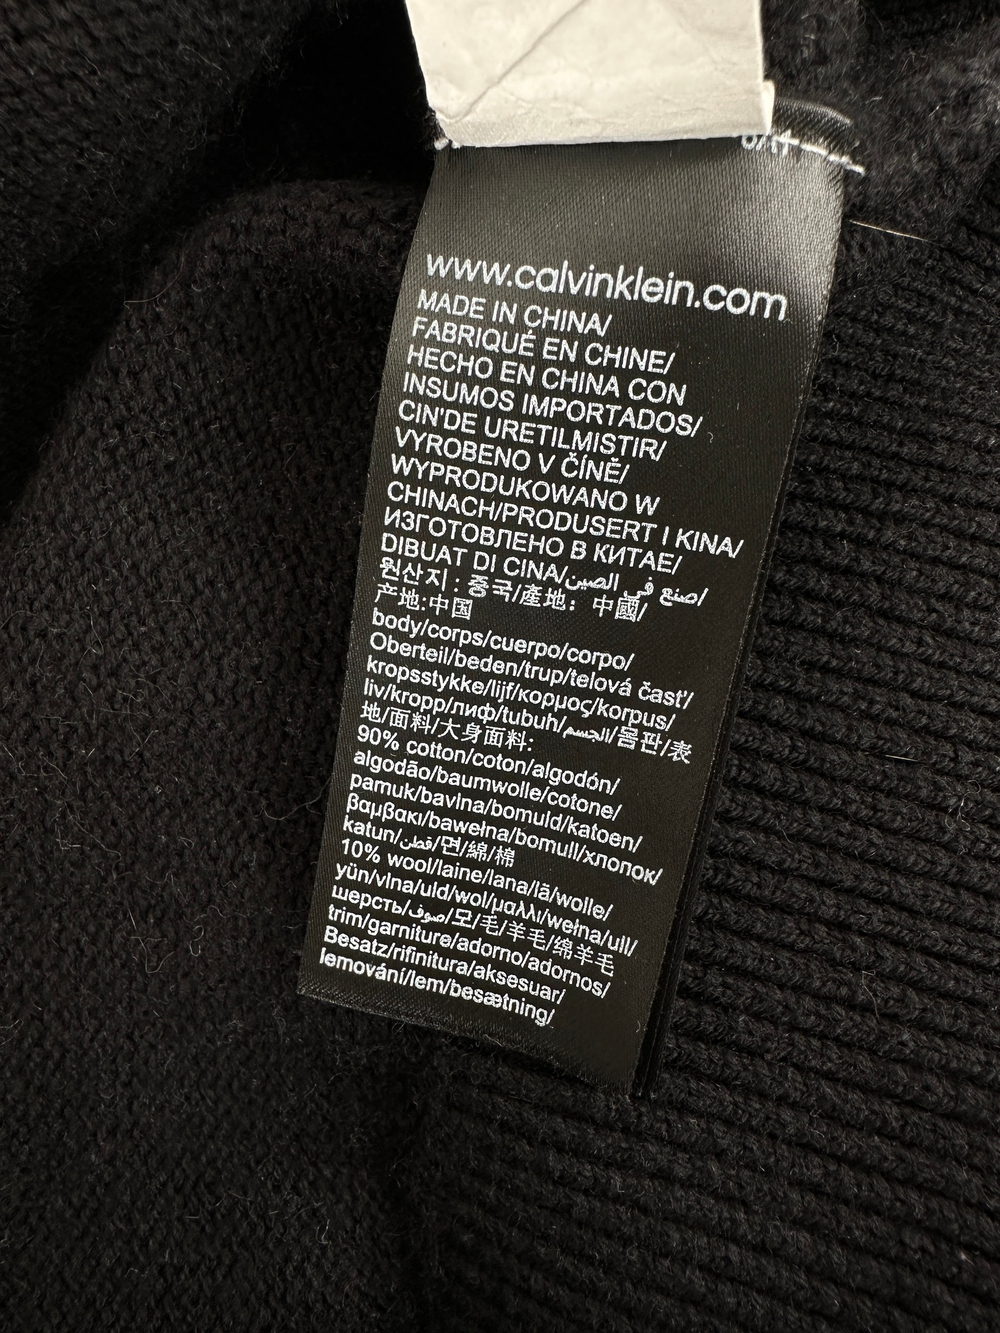 www.calvinklein.com
MADE IN CHINA/
FABRIQUÉ EN CHINE/
HECHO EN CHINA CON
INSUMOS IMPORTADOS/
CIN'DE URETILMISTIR/
VYROBENO V ČÍNĚ/
WYPRODUKOWANO W
CHINACH/PRODUSERT I KINA/
ИЗГОТОВЛЕНО В КИТАЕ/
DIBUAT DI CINA/صنع في الصين/
원산지: 중국/產地: 中國/
产地:中国
body/corps/cuerpo/corpo/
Oberteil/beden/trup/telová časť/
kropsstykke/lijf/κορμος/korpus/
liv/kropp/лиф/tubuh/الجسم/몸판/表
地/面料/大身面料:
90% cotton/coton/algodón/
algodão/baumwolle/cotone/
pamuk/bavlna/bomuld/katoen/
βαμβακι/bawełna/bomull/хлопок/
katun/قطن/면/綿/棉
10% wool/laine/lana/lã/wolle/
yün/vlna/uld/wol/μαλλι/wełna/ull/
шерсть/صوف/모/毛/羊毛/绵羊毛
trim/garniture/adorno/adornos/
Besatz/rifinitura/aksesuar/
lemování/lem/besætning/